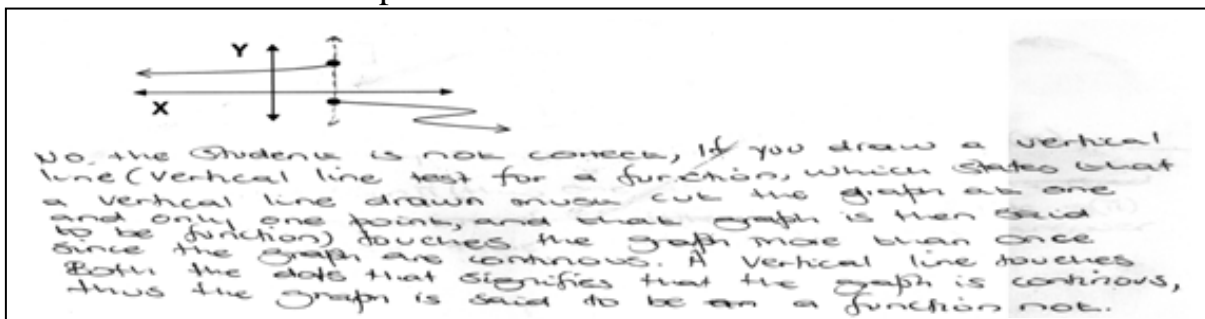 Y
X
No, the Student is not correct, If you draw a vertical
line (vertical line test for a function, which states that
a vertical line drawn must cut the graph at one
and only one point, and that graph is then said
to be function) touches the graph more than once
since the graph are continous. A vertical line touches
Both the dots that signifies that the graph is continous,
thus the graph is said to be a function not.